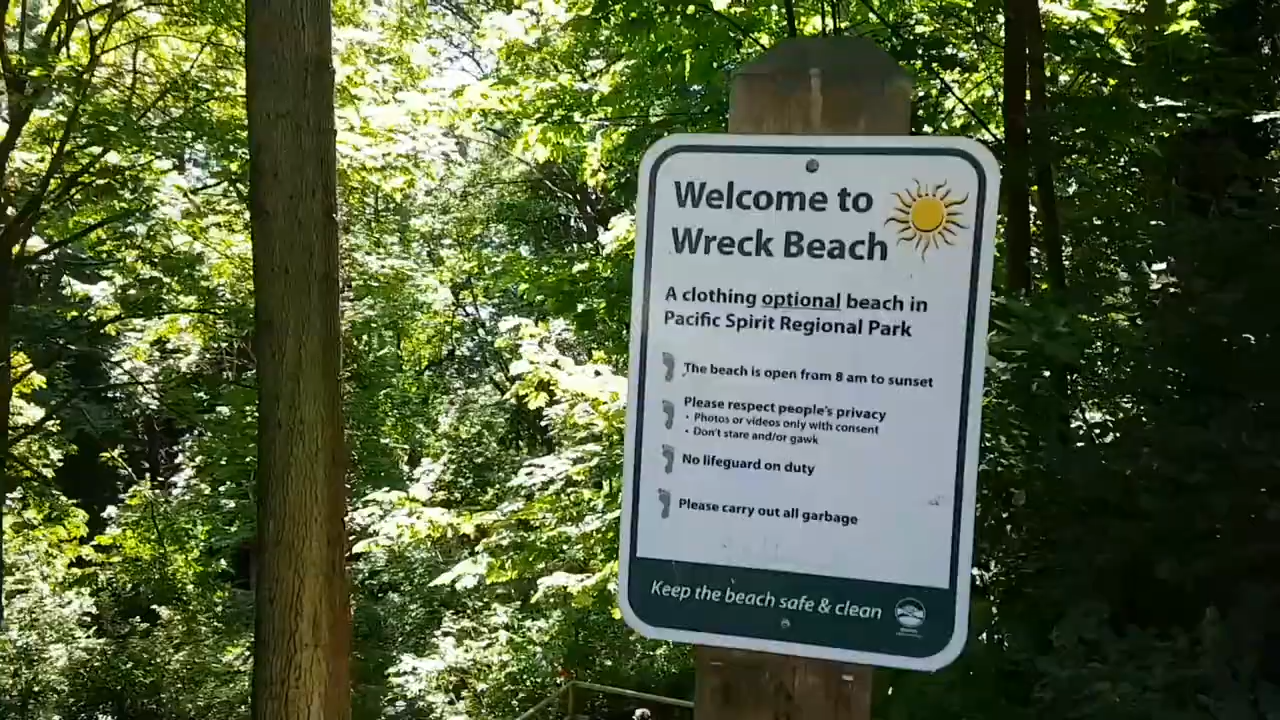 Welcome to
Wreck Beach
A clothing optional beach in
Pacific Spirit Regional Park
The beach is open from 8 am to sunset
Please respect people's privacy
• Photos or videos only with consent
• Don't stare and/or gawk
No lifeguard on duty
Please carry out all garbage
Keep the beach safe & clean